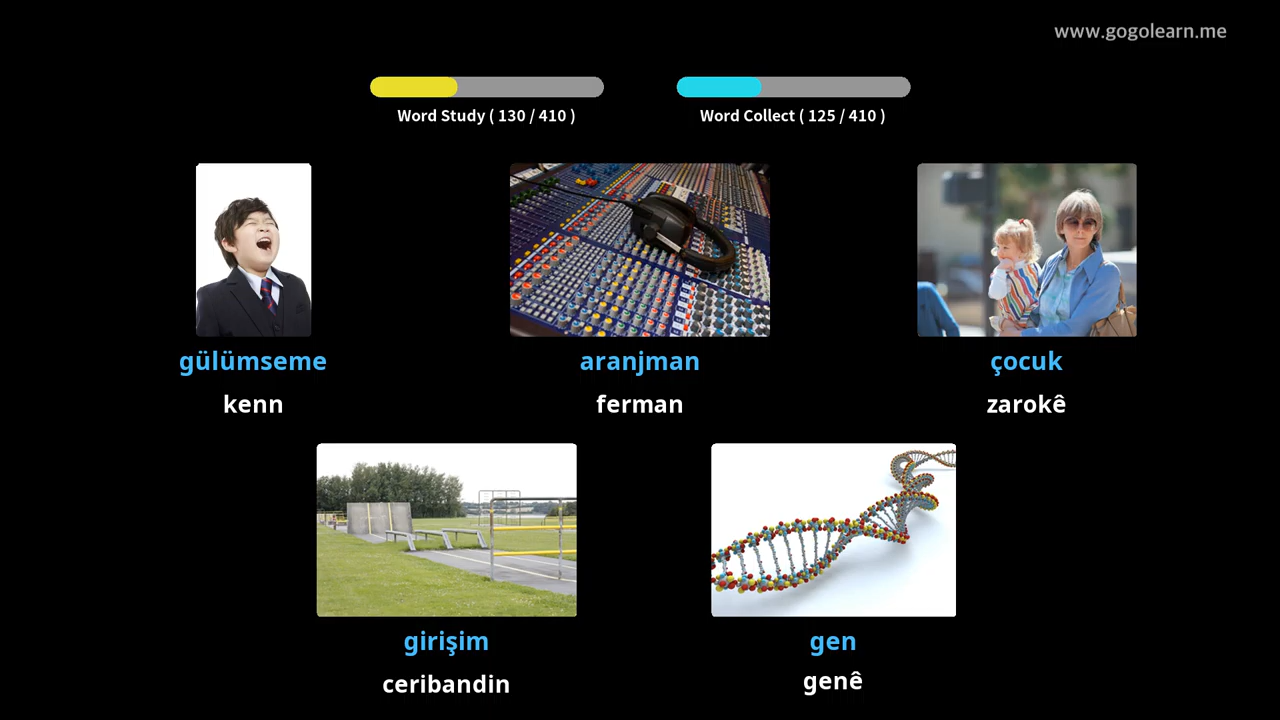 www.gogolearn.me
Word Study ( 130 / 410 )
Word Collect ( 125 / 410 )
gülümseme
kenn
aranjman
ferman
çocuk
zarokê
girişim
ceribandin
gen
genê